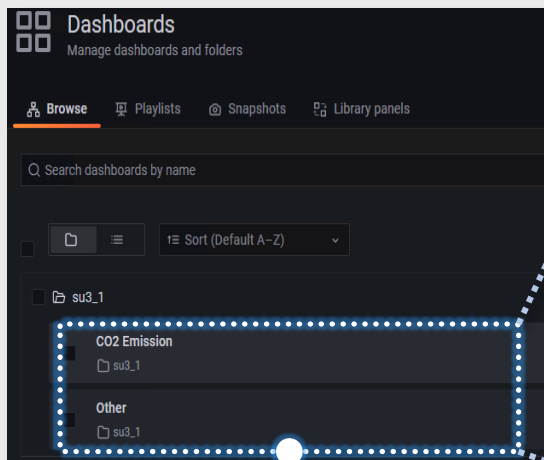 Dashboards
Manage dashboards and folders
Browse Playlists Snapshots Library panels
Search dashboards by name
Sort (Default A–Z)
su3_1
CO2 Emission
su3_1
Other
su3_1